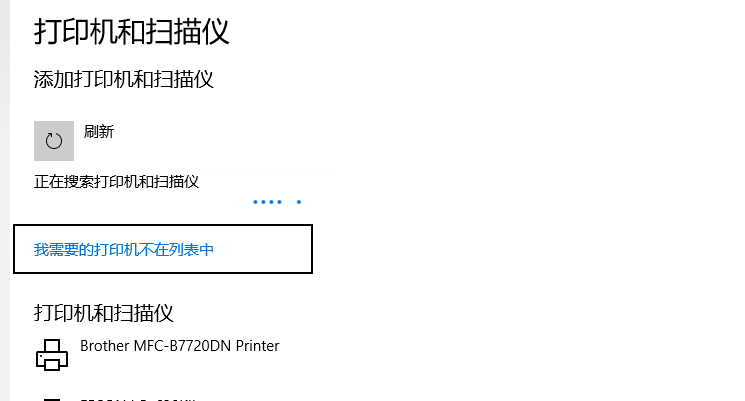 打印机和扫描仪
添加打印机和扫描仪
刷新
正在搜索打印机和扫描仪
我需要的打印机不在列表中
打印机和扫描仪
Brother MFC-B7720DN Printer